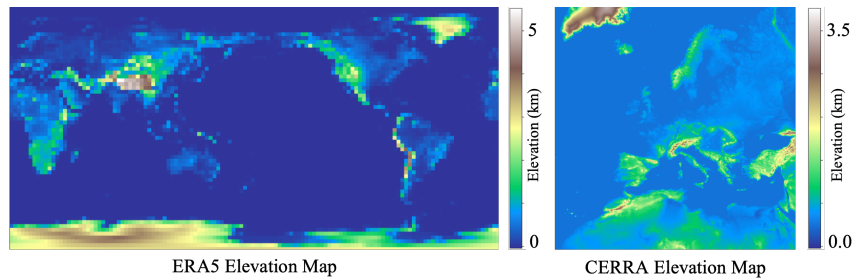 5
Elevation (km)
0
ERA5 Elevation Map
3.5
Elevation (km)
0.0
CERRA Elevation Map